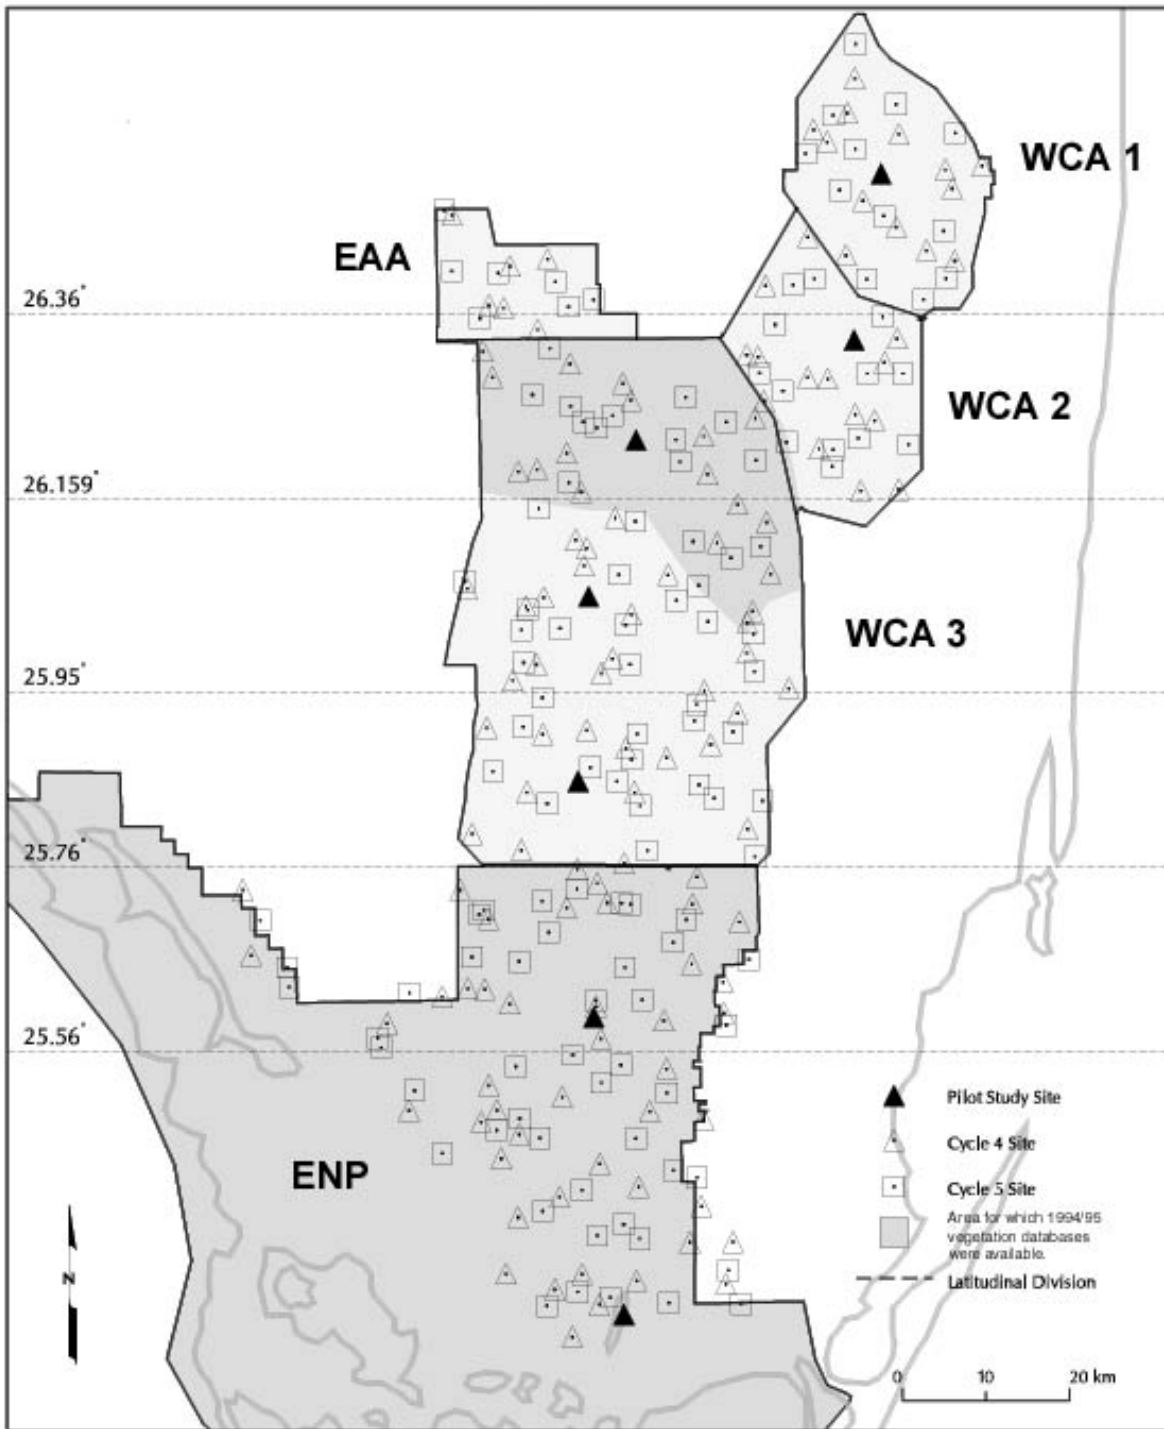 WCA 1
EAA
26.36°
WCA 2
26.159°
WCA 3
25.95°
25.76°
25.56°
Pilot Study Site
Cycle 4 Site
ENP
Cycle 5 Site
Area for which 1994/95
vegetation databases
were available.
N
Latitudinal Division
0 10 20 km